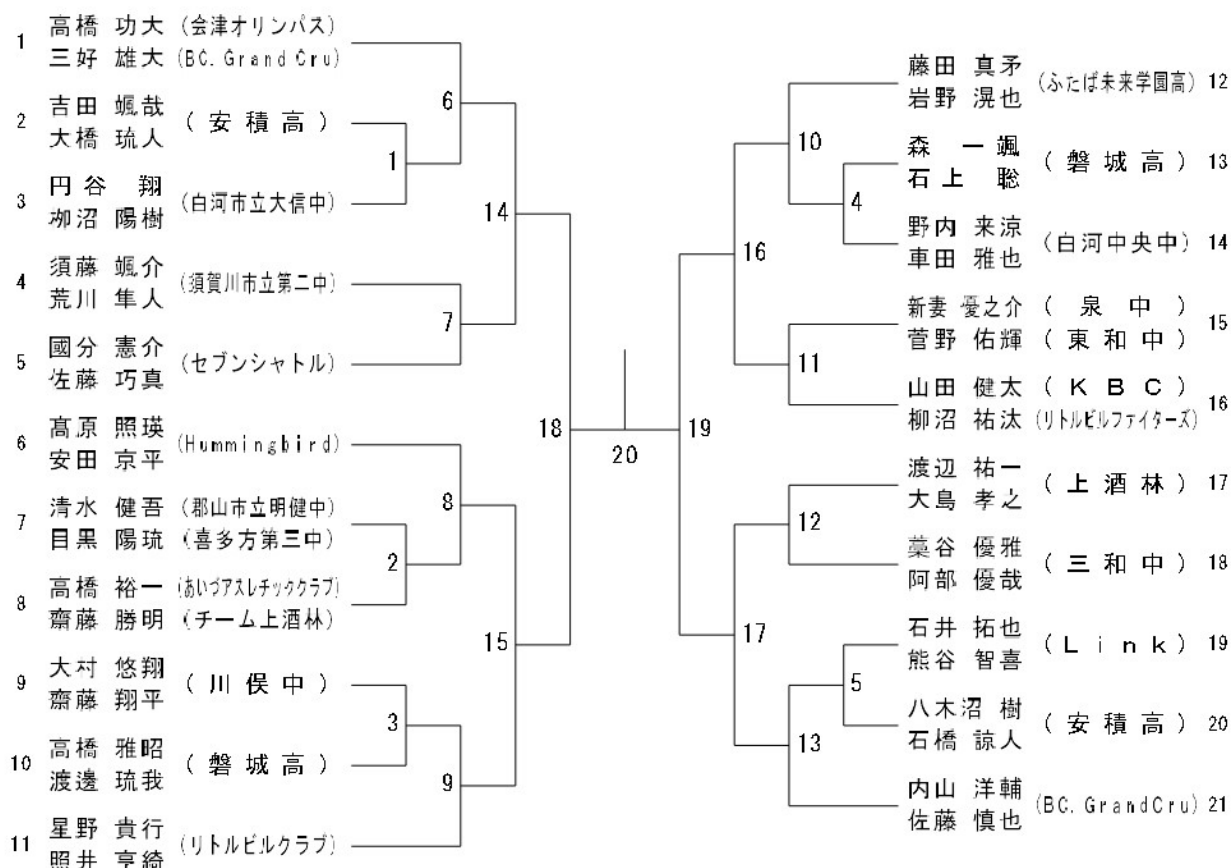 1 高橋 功大 (会津オリンパス)
三好 雄大 (BC. Grand Cru)
2 吉田 颯哉 (安積高)
大橋 琉人
3 円谷 翔 (白河市立大信中)
栁沼 陽樹
4 須藤 颯介 (須賀川市立第二中)
荒川 隼人
5 國分 憲介 (セブンシャトル)
佐藤 巧真
6 髙原 照瑛 (Hummingbird)
安田 京平
7 清水 健吾 (郡山市立明健中)
目黒 陽琉 (喜多方第三中)
8 高橋 裕一 (あいづアスレチッククラブ)
齋藤 勝明 (チーム上酒林)
9 大村 悠翔 (川俣中)
齋藤 翔平
10 高橋 雅昭 (磐城高)
渡邊 琉我
11 星野 貴行 (リトルビルクラブ)
照井 亨綺
6
1
14
7
18
8
2
15
3
9
20
19
16
10
4
11
17
12
5
13
藤田 真矛 (ふたば未来学園高) 12
岩野 滉也
森 一颯 (磐城高) 13
石上 聡
野内 来涼 (白河中央中) 14
車田 雅也
新妻 優之介 (泉中) 15
菅野 佑輝 (東和中)
山田 健太 (KBC) 16
柳沼 祐汰 (リトルビルファイターズ)
渡辺 祐一 (上酒林) 17
大島 孝之
藁谷 優雅 (三和中) 18
阿部 優哉
石井 拓也 (Link) 19
熊谷 智喜
八木沼 樹 (安積高) 20
石橋 諒人
内山 洋輔 (BC. GrandCru) 21
佐藤 慎也